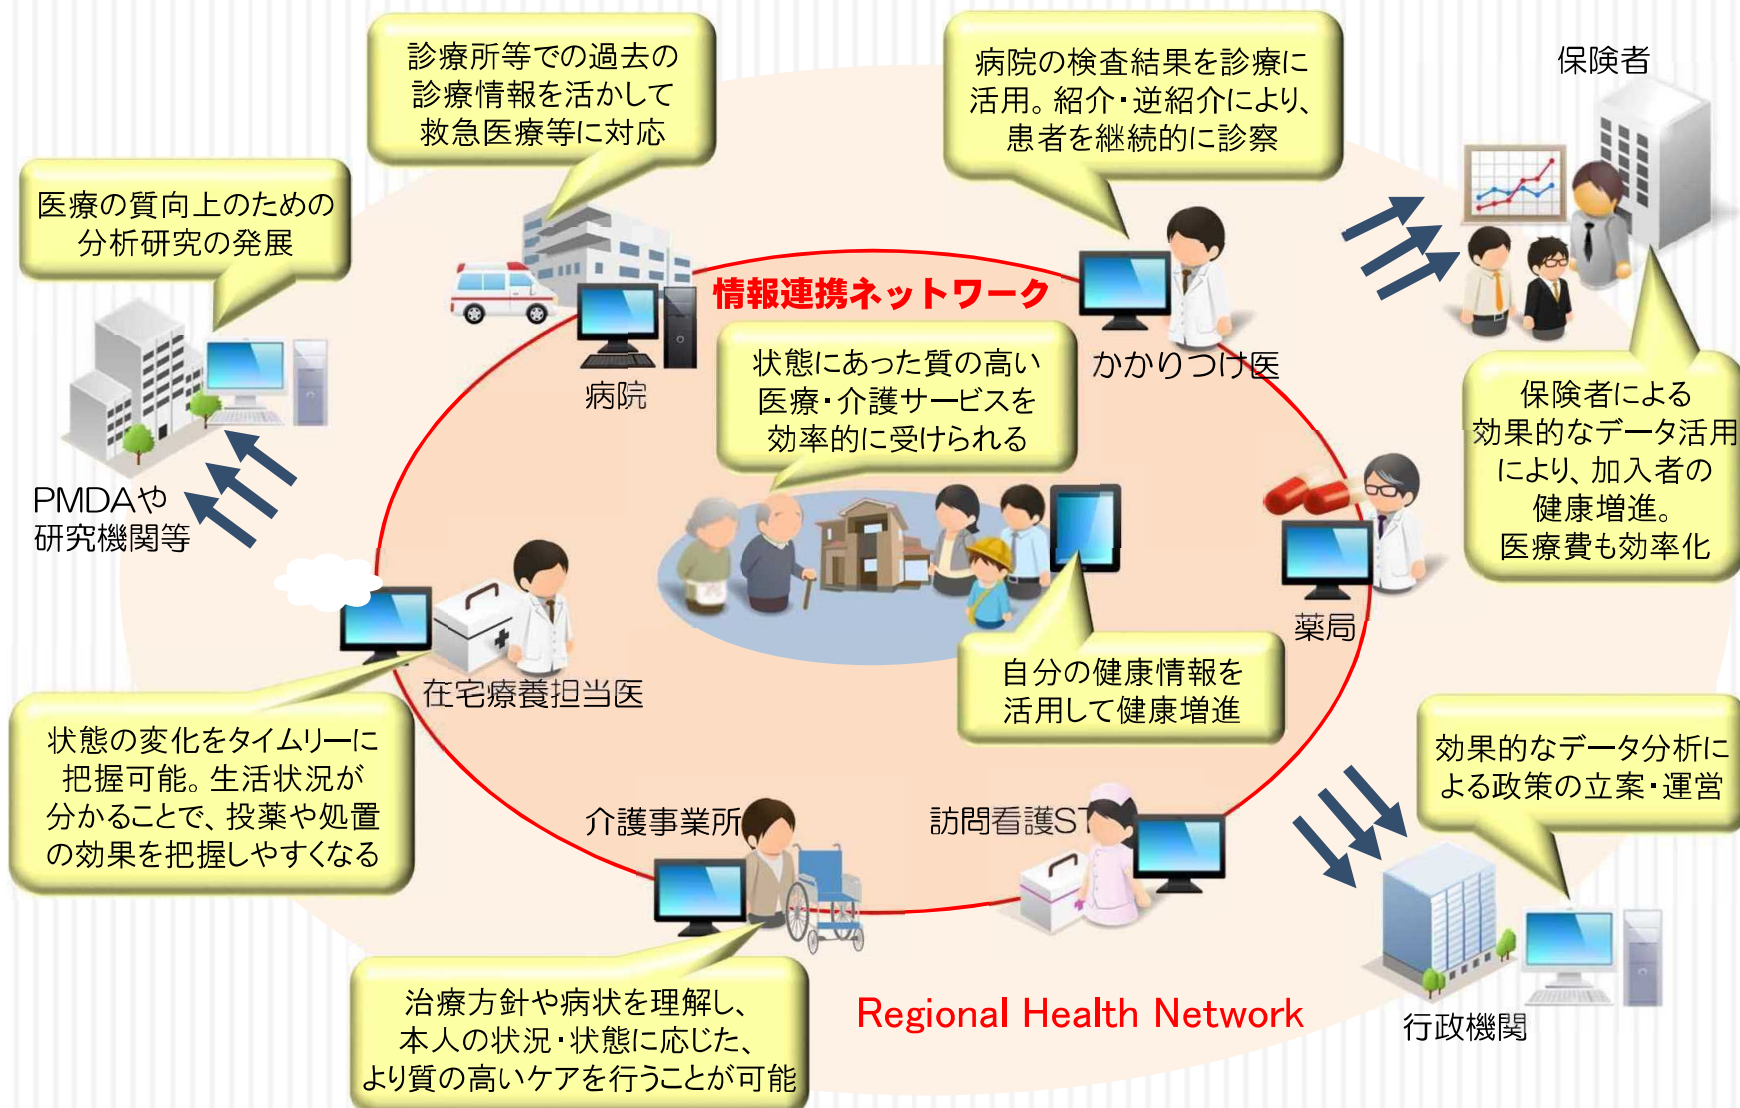 診療所等での過去の
診療情報を活かして
救急医療等に対応
病院の検査結果を診療に
活用。紹介・逆紹介により、
患者を継続的に診察
保険者
医療の質向上のための
分析研究の発展
情報連携ネットワーク
病院
かかりつけ医
状態にあった質の高い
医療・介護サービスを
効率的に受けられる
保険者による
効果的なデータ活用
により、加入者の
健康増進。
医療費も効率化
PMDAや
研究機関等
薬局
自分の健康情報を
活用して健康増進
在宅療養担当医
状態の変化をタイムリーに
把握可能。生活状況が
分かることで、投薬や処置
の効果を把握しやすくなる
効果的なデータ分析に
よる政策の立案・運営
介護事業所
訪問看護ST
治療方針や病状を理解し、
本人の状況・状態に応じた、
より質の高いケアを行うことが可能
Regional Health Network
行政機関